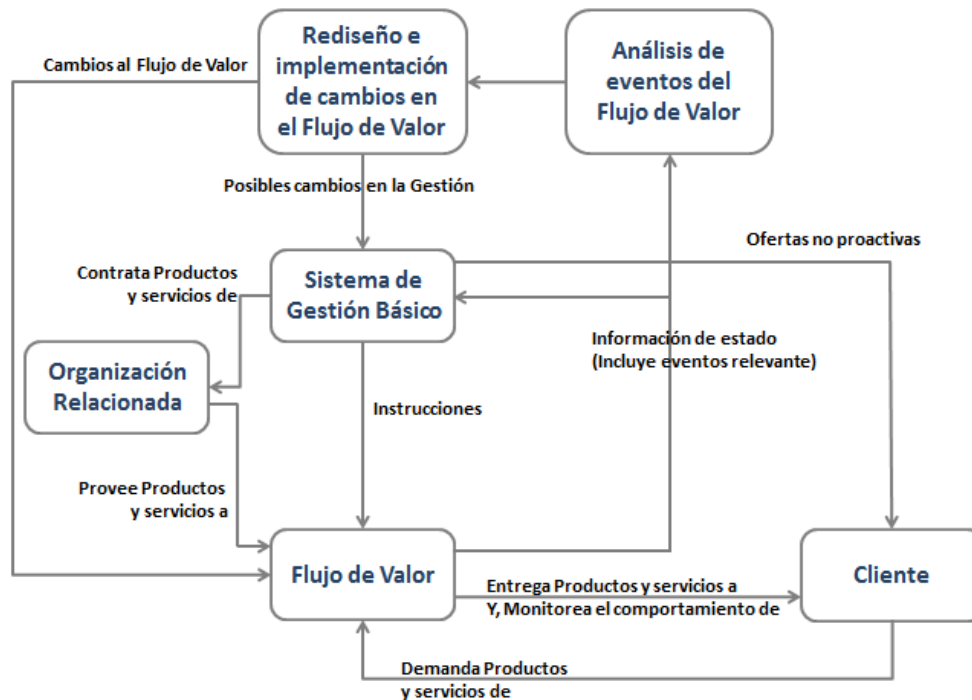 Rediseño e
implementación
de cambios en
el Flujo de Valor
Análisis de
eventos del
Flujo de Valor
Cambios al Flujo de Valor
Posibles cambios en la Gestión
Ofertas no proactivas
Contrata Productos
y servicios de
Sistema de
Gestión Básico
Información de estado
(Incluye eventos relevante)
Organización
Relacionada
Instrucciones
Provee Productos
y servicios a
Flujo de Valor
Entrega Productos y servicios a
Y, Monitorea el comportamiento de
Cliente
Demanda Productos
y servicios de